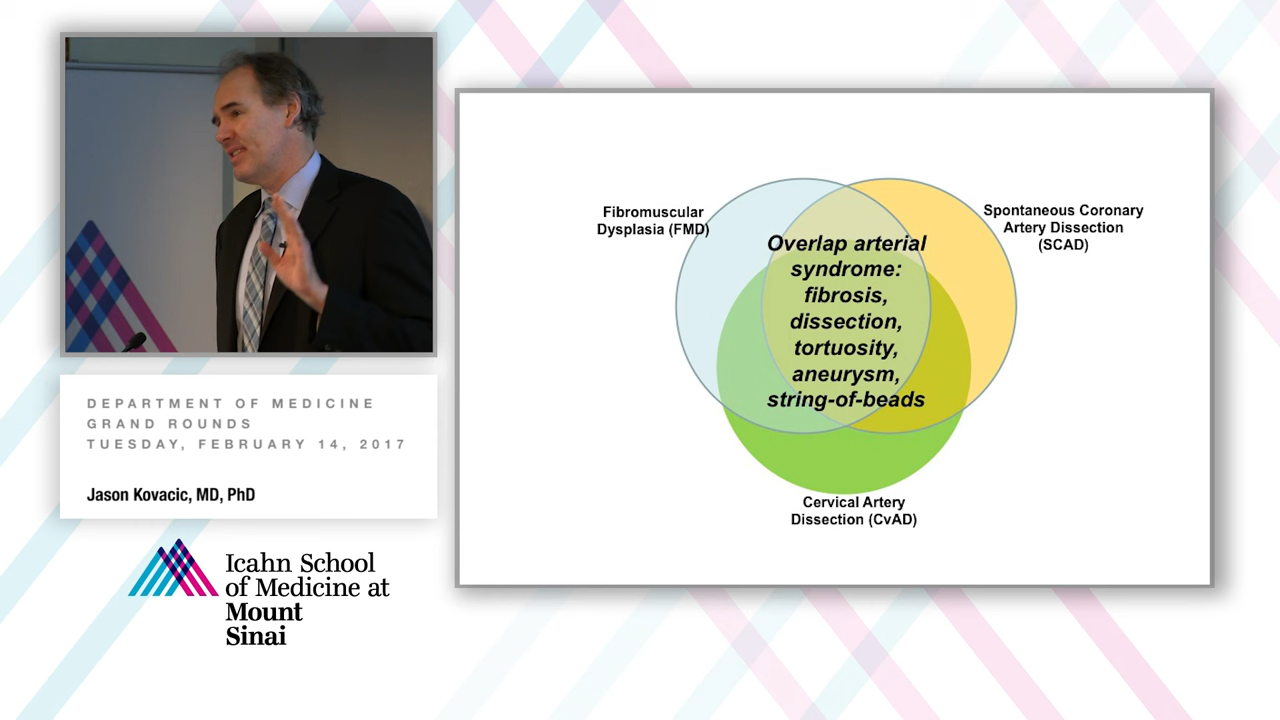 DEPARTMENT OF MEDICINE
GRAND ROUNDS
TUESDAY, FEBRUARY 14, 2017
Jason Kovacic, MD, PhD
Icahn School
of Medicine at
Mount
Sinai
Fibromuscular
Dysplasia (FMD)
Spontaneous Coronary
Artery Dissection
(SCAD)
Overlap arterial
syndrome:
fibrosis,
dissection,
tortuosity,
aneurysm,
string-of-beads
Cervical Artery
Dissection (CvAD)